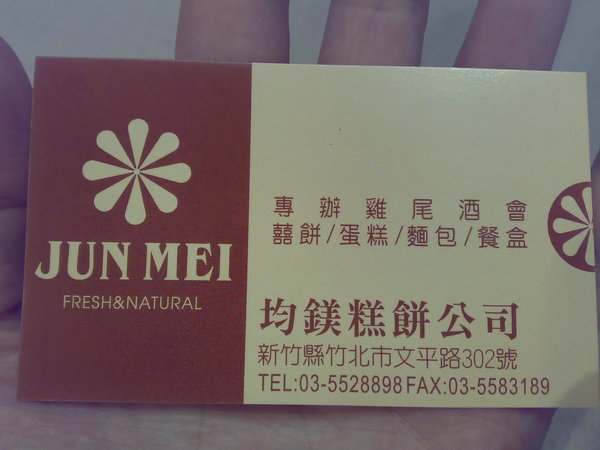 JUN MEI
FRESH&NATURAL
專辦雞尾酒會
囍餅/蛋糕/麵包/餐盒
均鎂糕餅公司
新竹縣竹北市文平路302號
TEL:03-5528898 FAX:03-5583189